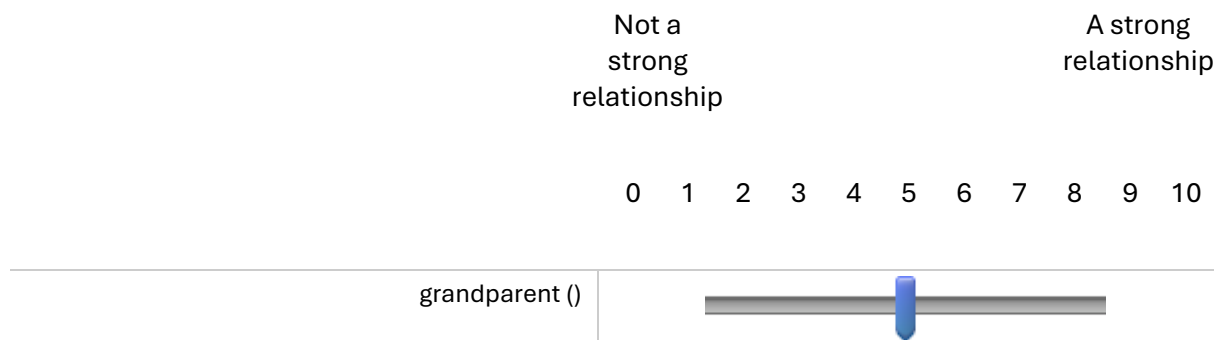 Not a
strong
relationship
A strong
relationship
0 1 2 3 4 5 6 7 8 9 10
grandparent ()